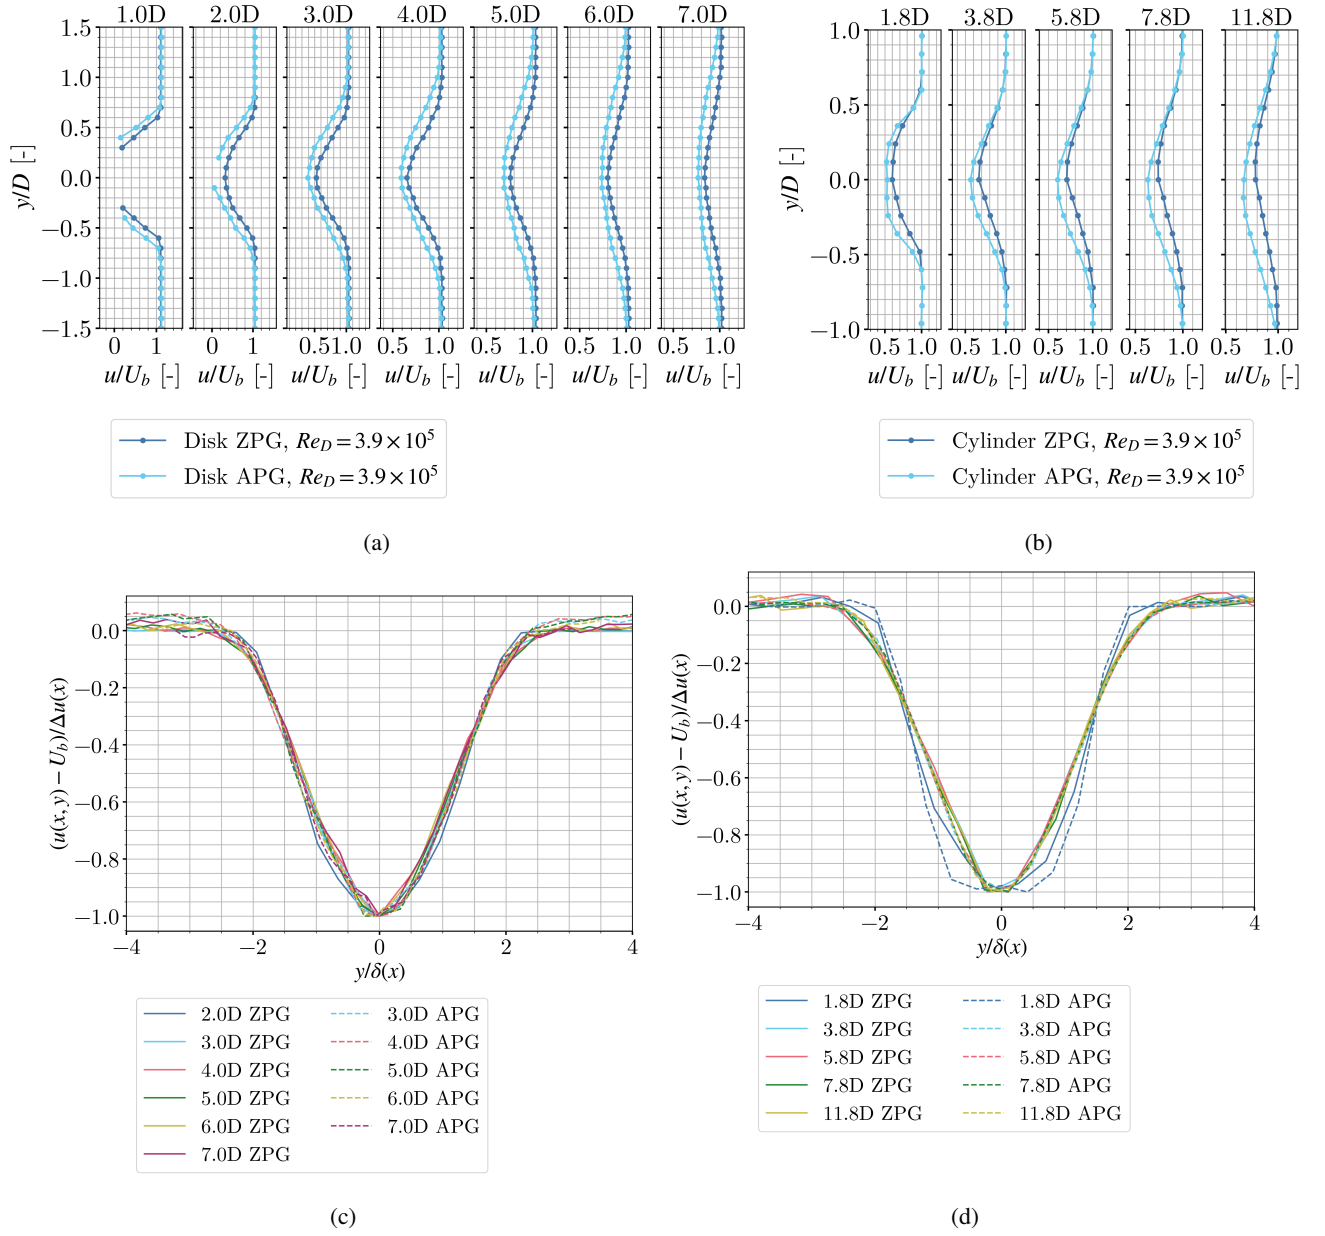 1.0D 2.0D 3.0D 4.0D 5.0D 6.0D 7.0D
1.5
1.0
0.5
0.0
−0.5
−1.0
−1.5
y/D [-]
0 1 0 1 0.5 1.0 0.5 1.0 0.5 1.0 0.5 1.0 0.5 1.0
u/U_b [-] u/U_b [-] u/U_b [-] u/U_b [-] u/U_b [-] u/U_b [-] u/U_b [-]
Disk ZPG, Re_D = 3.9 × 10⁵
Disk APG, Re_D = 3.9 × 10⁵
(a)
1.8D 3.8D 5.8D 7.8D 11.8D
1.0
0.5
0.0
−0.5
−1.0
y/D [-]
0.5 1.0 0.5 1.0 0.5 1.0 0.5 1.0 0.5 1.0
u/U_b [-] u/U_b [-] u/U_b [-] u/U_b [-] u/U_b [-]
Cylinder ZPG, Re_D = 3.9 × 10⁵
Cylinder APG, Re_D = 3.9 × 10⁵
(b)
0.0
−0.2
−0.4
−0.6
−0.8
−1.0
(u(x, y) − U_b)/Δu(x)
−4 −2 0 2 4
y/δ(x)
2.0D ZPG
3.0D ZPG
4.0D ZPG
5.0D ZPG
6.0D ZPG
7.0D ZPG
3.0D APG
4.0D APG
5.0D APG
6.0D APG
7.0D APG
(c)
0.0
−0.2
−0.4
−0.6
−0.8
−1.0
(u(x, y) − U_b)/Δu(x)
−4 −2 0 2 4
y/δ(x)
1.8D ZPG
3.8D ZPG
5.8D ZPG
7.8D ZPG
11.8D ZPG
1.8D APG
3.8D APG
5.8D APG
7.8D APG
11.8D APG
(d)